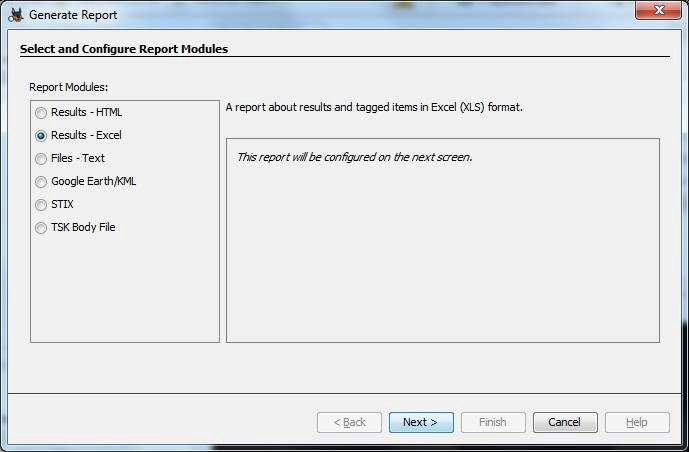 Generate Report
Select and Configure Report Modules
Report Modules:
Results - HTML
Results - Excel
Files - Text
Google Earth/KML
STIX
TSK Body File
A report about results and tagged items in Excel (XLS) format.
This report will be configured on the next screen.
< Back
Next >
Finish
Cancel
Help